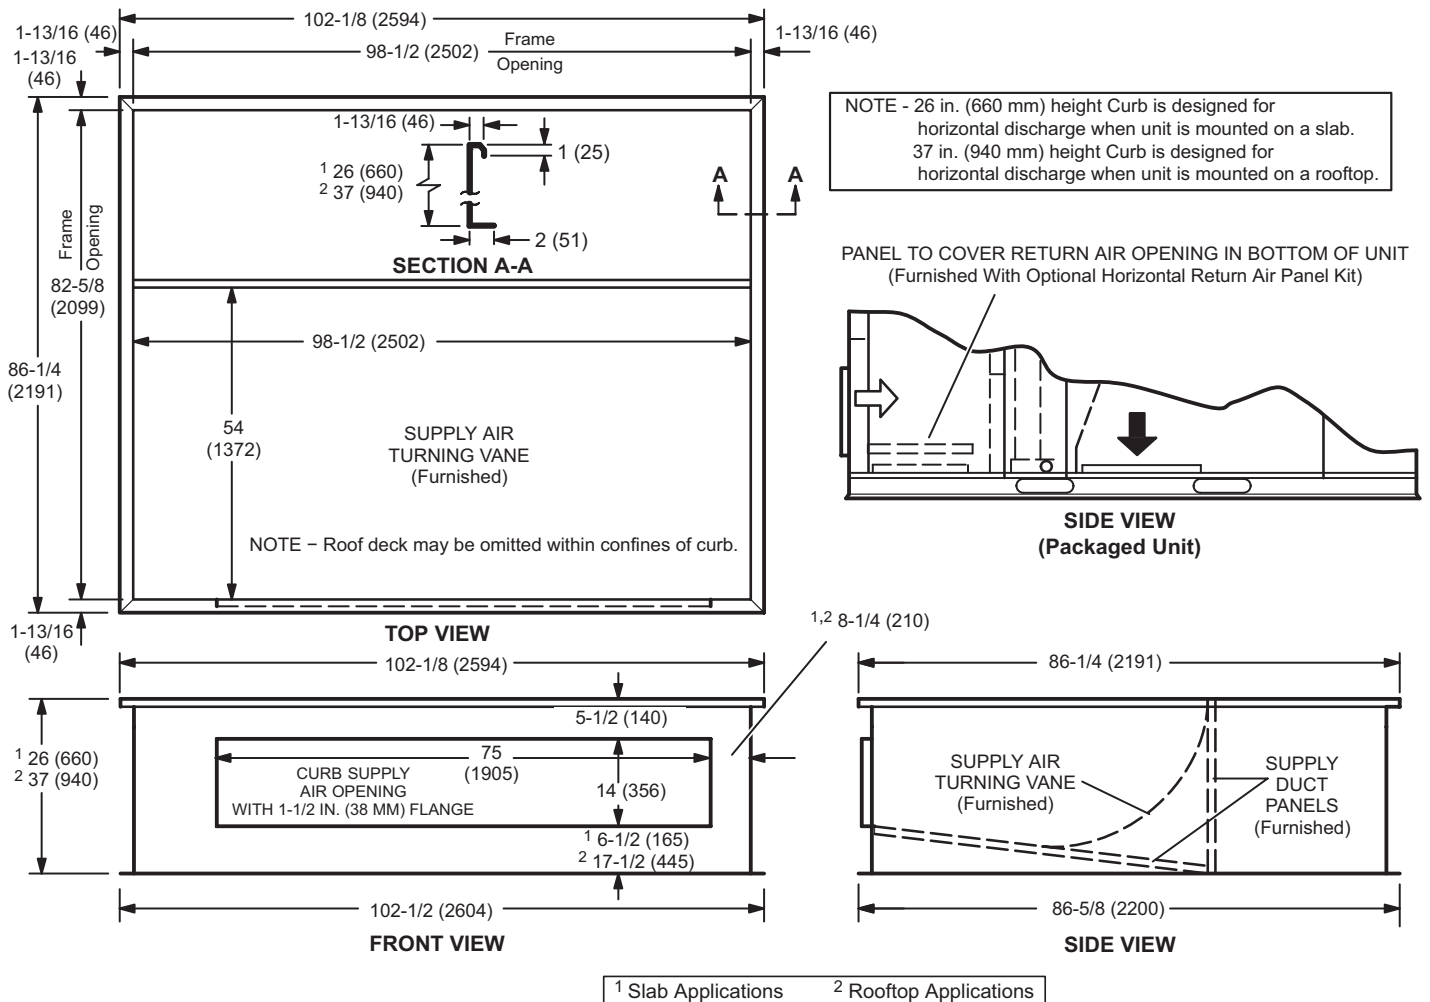 102-1/8 (2594)
1-13/16 (46)
98-1/2 (2502)
Frame
Opening
1-13/16 (46)
1-13/16
(46)
1-13/16 (46)
1 (25)
1 26 (660)
2 37 (940)
2 (51)
SECTION A-A
A A
Frame
Opening
82-5/8
(2099)
86-1/4
(2191)
98-1/2 (2502)
54
(1372)
SUPPLY AIR
TURNING VANE
(Furnished)
NOTE – Roof deck may be omitted within confines of curb.
1-13/16
(46)
TOP VIEW
NOTE - 26 in. (660 mm) height Curb is designed for
horizontal discharge when unit is mounted on a slab.
37 in. (940 mm) height Curb is designed for
horizontal discharge when unit is mounted on a rooftop.
PANEL TO COVER RETURN AIR OPENING IN BOTTOM OF UNIT
(Furnished With Optional Horizontal Return Air Panel Kit)
SIDE VIEW
(Packaged Unit)
102-1/8 (2594)
1,2 8-1/4 (210)
5-1/2 (140)
1 26 (660)
2 37 (940)
75
(1905)
CURB SUPPLY
AIR OPENING
WITH 1-1/2 IN. (38 MM) FLANGE
14 (356)
1 6-1/2 (165)
2 17-1/2 (445)
102-1/2 (2604)
FRONT VIEW
86-1/4 (2191)
SUPPLY AIR
TURNING VANE
(Furnished)
SUPPLY
DUCT
PANELS
(Furnished)
86-5/8 (2200)
SIDE VIEW
1 Slab Applications 2 Rooftop Applications